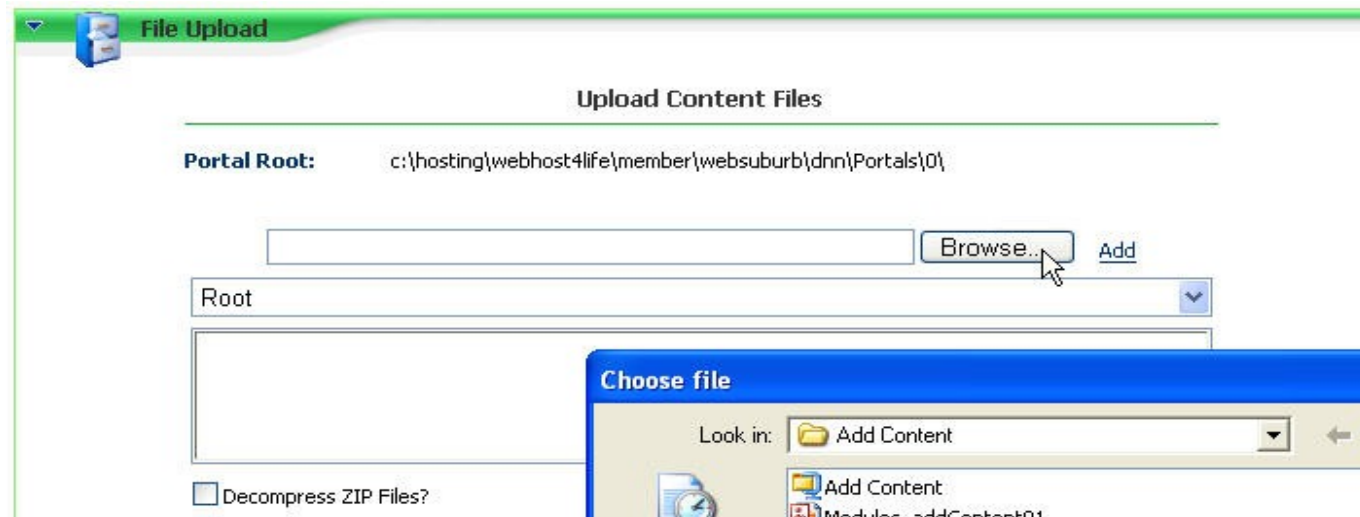 File Upload
Upload Content Files
Portal Root: c:\hosting\webhost4life\member\websuburb\dnn\Portals\0\
Browse... Add
Root
Choose file
Look in: Add Content
Add Content
Decompress ZIP Files?
Modules_addContent01